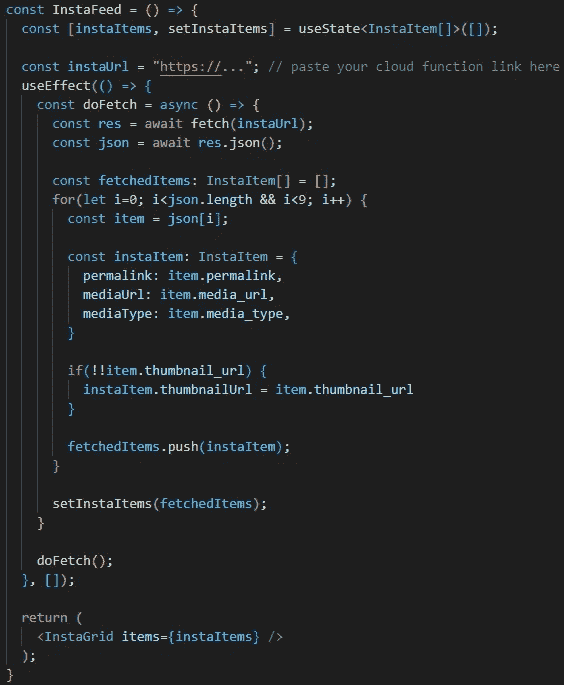 const InstaFeed = () => {
  const [instaItems, setInstaItems] = useState<InstaItem[]>([]);

  const instaUrl = "https://..."; // paste your cloud function link here
  useEffect(() => {
    const doFetch = async () => {
      const res = await fetch(instaUrl);
      const json = await res.json();

      const fetchedItems: InstaItem[] = [];
      for(let i=0; i<json.length && i<9; i++) {
        const item = json[i];

        const instaItem: InstaItem = {
          permalink: item.permalink,
          mediaUrl: item.media_url,
          mediaType: item.media_type,
        }

        if(!!item.thumbnail_url) {
          instaItem.thumbnailUrl = item.thumbnail_url
        }

        fetchedItems.push(instaItem);
      }

      setInstaItems(fetchedItems);
    }

    doFetch();
  }, []);

  return (
    <InstaGrid items={instaItems} />
  );
}